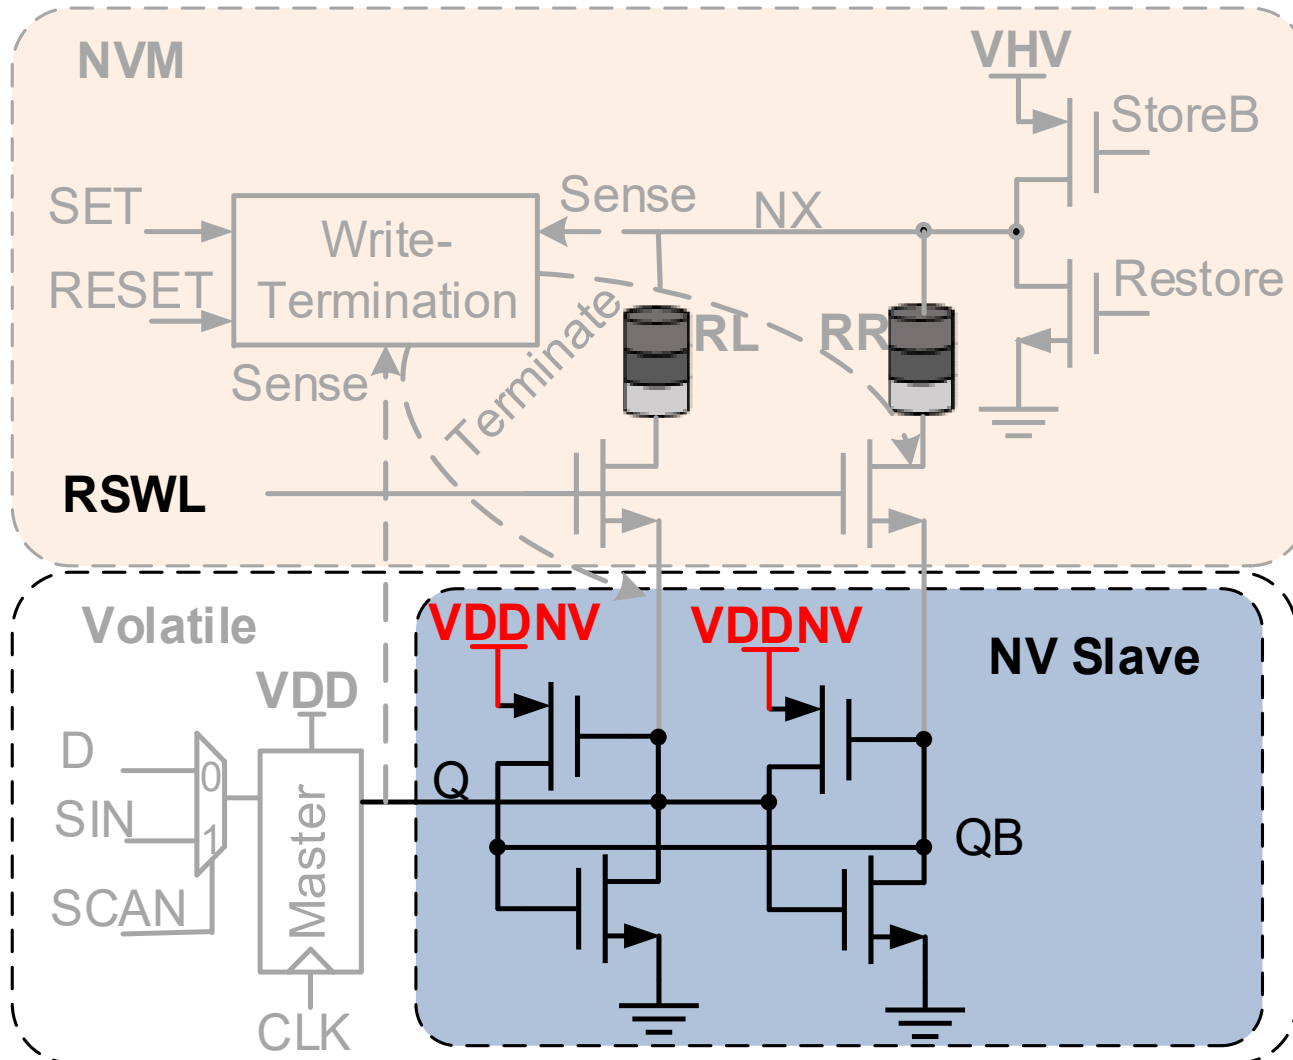 NVM
VHV
StoreB
SET
Sense
NX
Write-
Termination
RESET
Restore
RL
RR
Sense
Terminate
RSWL
Volatile
VDDNV
VDDNV
NV Slave
VDD
D
0
Q
SIN
1
Master
QB
SCAN
CLK